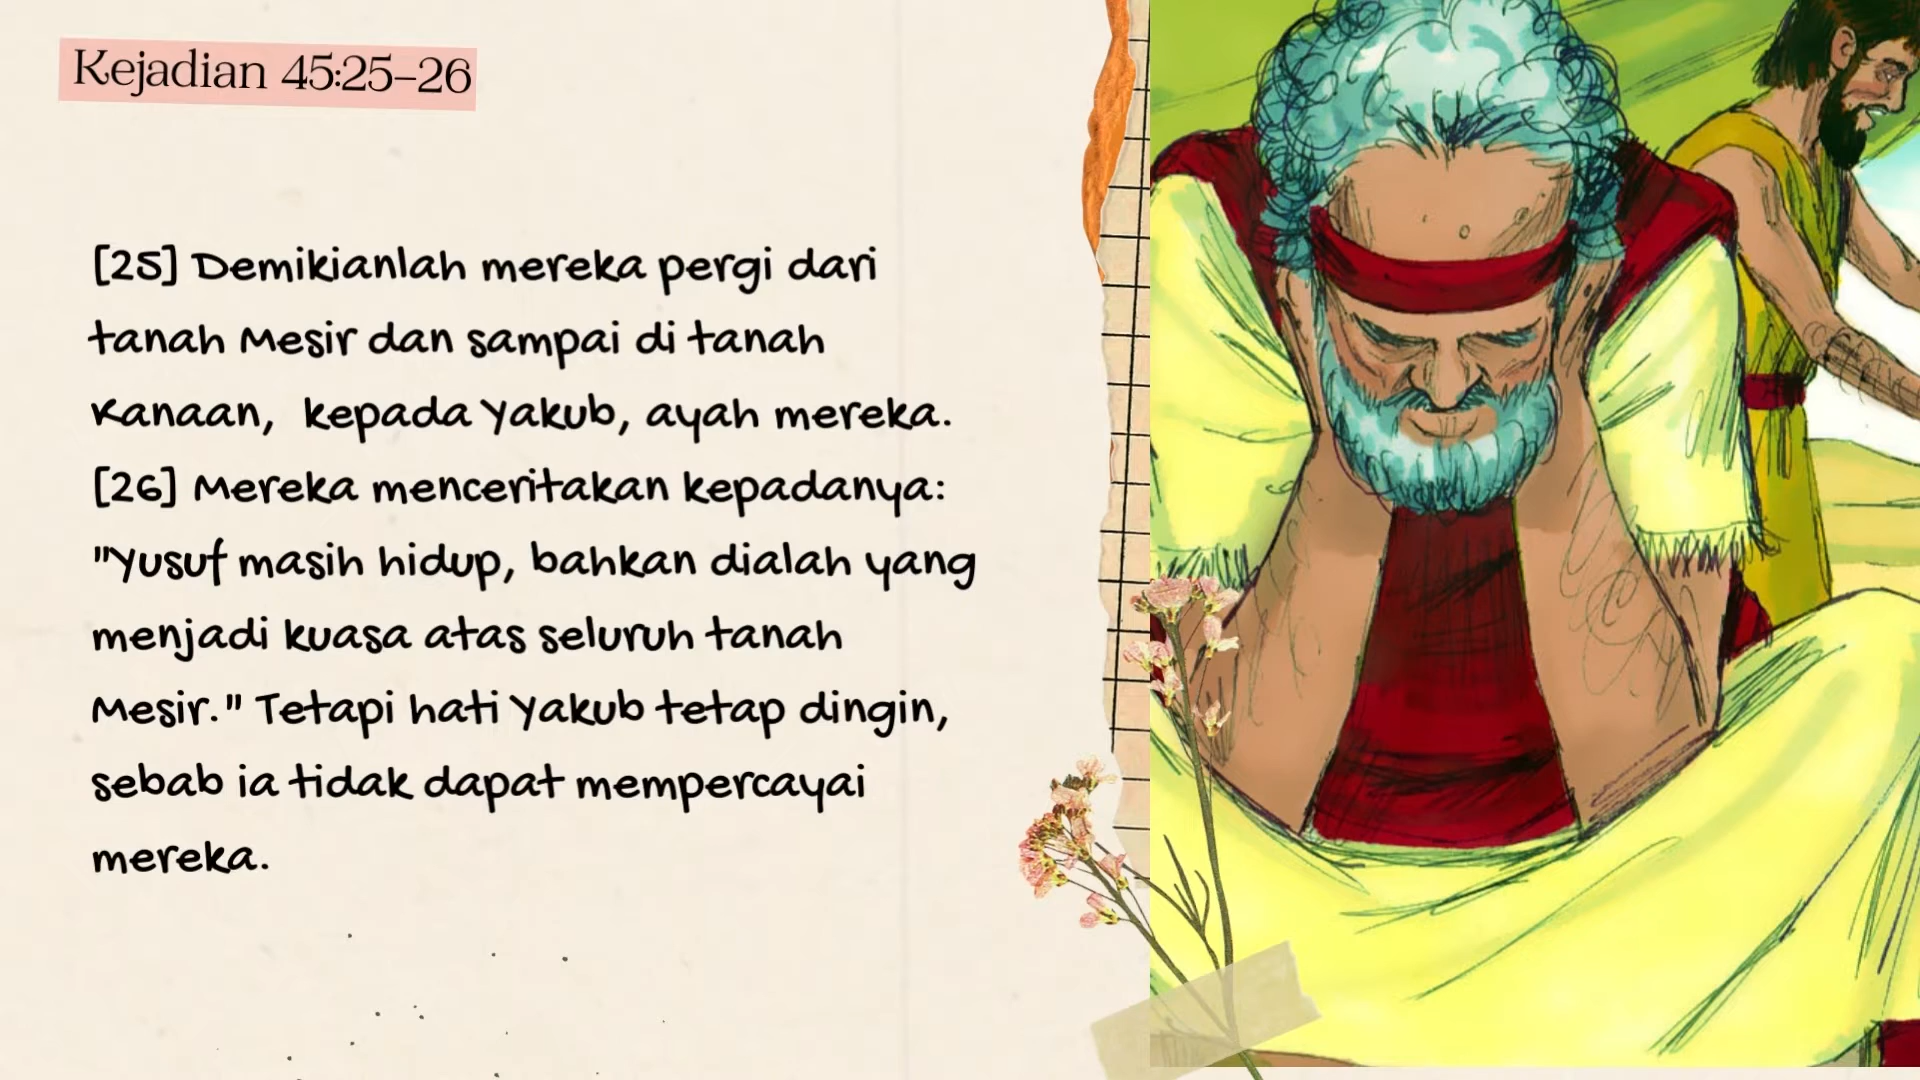 Kejadian 45:25-26
[25] Demikianlah mereka pergi dari
tanah Mesir dan sampai di tanah
Kanaan, kepada Yakub, ayah mereka.
[26] Mereka menceritakan kepadanya:
"Yusuf masih hidup, bahkan dialah yang
menjadi kuasa atas seluruh tanah
Mesir." Tetapi hati Yakub tetap dingin,
sebab ia tidak dapat mempercayai
mereka.